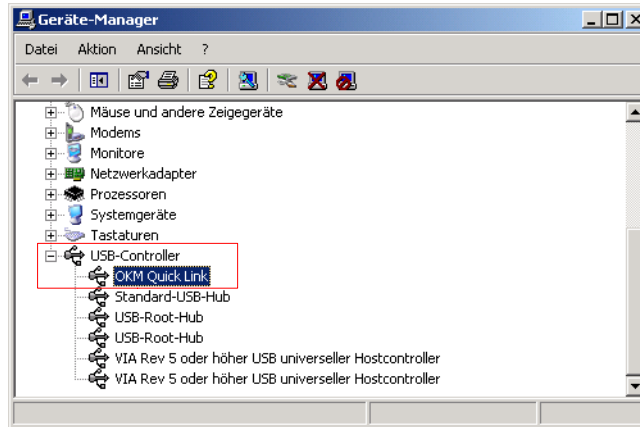 Geräte-Manager
Datei Aktion Ansicht ?
Mäuse und andere Zeigegeräte
Modems
Monitore
Netzwerkadapter
Prozessoren
Systemgeräte
Tastaturen
USB-Controller
OKM Quick Link
Standard-USB-Hub
USB-Root-Hub
USB-Root-Hub
VIA Rev 5 oder höher USB universeller Hostcontroller
VIA Rev 5 oder höher USB universeller Hostcontroller